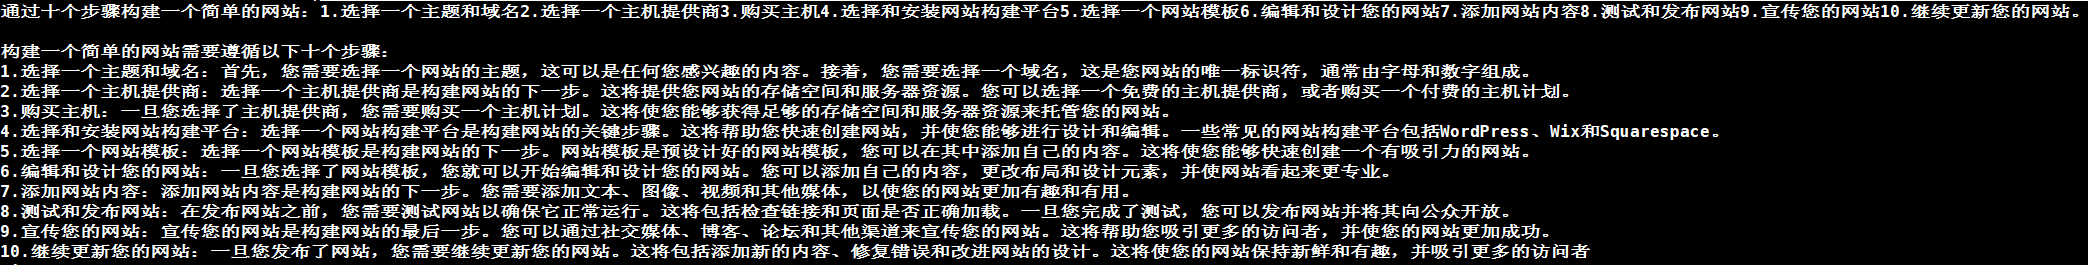 通过十个步骤构建一个简单的网站：1.选择一个主题和域名2.选择一个主机提供商3.购买主机4.选择和安装网站构建平台5.选择一个网站模板6.编辑和设计您的网站7.添加网站内容8.测试和发布网站9.宣传您的网站10.继续更新您的网站。
构建一个简单的网站需要遵循以下十个步骤：
1.选择一个主题和域名：首先，您需要选择一个网站的主题，这可以是任何您感兴趣的内容。接着，您需要选择一个域名，这是您网站的唯一标识符，通常由字母和数字组成。
2.选择一个主机提供商：选择一个主机提供商是构建网站的下一步。这将提供您网站的存储空间和服务器资源。您可以选择一个免费的主机提供商，或者购买一个付费的主机计划。
3.购买主机：一旦您选择了主机提供商，您需要购买一个主机计划。这将使您能够获得足够的存储空间和服务器资源来托管您的网站。
4.选择和安装网站构建平台：选择一个网站构建平台是构建网站的关键步骤。这将帮助您快速创建网站，并使您能够进行设计和编辑。一些常见的网站构建平台包括WordPress、Wix和Squarespace。
5.选择一个网站模板：选择一个网站模板是构建网站的下一步。网站模板是预设计好的网站模板，您可以在其中添加自己的内容。这将使您能够快速创建一个有吸引力的网站。
6.编辑和设计您的网站：一旦您选择了网站模板，您就可以开始编辑和设计您的网站。您可以添加自己的内容，更改布局和设计元素，并使网站看起来更专业。
7.添加网站内容：添加网站内容是构建网站的下一步。您需要添加文本、图像、视频和其他媒体，以使您的网站更加有趣和有用。
8.测试和发布网站：在发布网站之前，您需要测试网站以确保它正常运行。这将包括检查链接和页面是否正确加载。一旦您完成了测试，您可以发布网站并将其向公众开放。
9.宣传您的网站：宣传您的网站是构建网站的最后一步。您可以通过社交媒体、博客、论坛和其他渠道来宣传您的网站。这将帮助您吸引更多的访问者，并使您的网站更加成功。
10.继续更新您的网站：一旦您发布了网站，您需要继续更新您的网站。这将包括添加新的内容、修复错误和改进网站的设计。这将使您的网站保持新鲜和有趣，并吸引更多的访问者